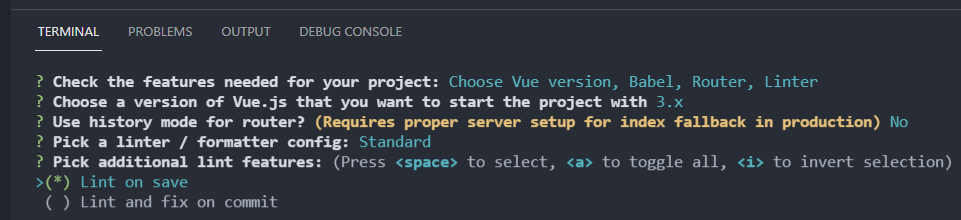 TERMINAL PROBLEMS OUTPUT DEBUG CONSOLE
? Check the features needed for your project: Choose Vue version, Babel, Router, Linter
? Choose a version of Vue.js that you want to start the project with 3.x
? Use history mode for router? (Requires proper server setup for index fallback in production) No
? Pick a linter / formatter config: Standard
? Pick additional lint features: (Press <space> to select, <a> to toggle all, <i> to invert selection)
>(*) Lint on save
( ) Lint and fix on commit